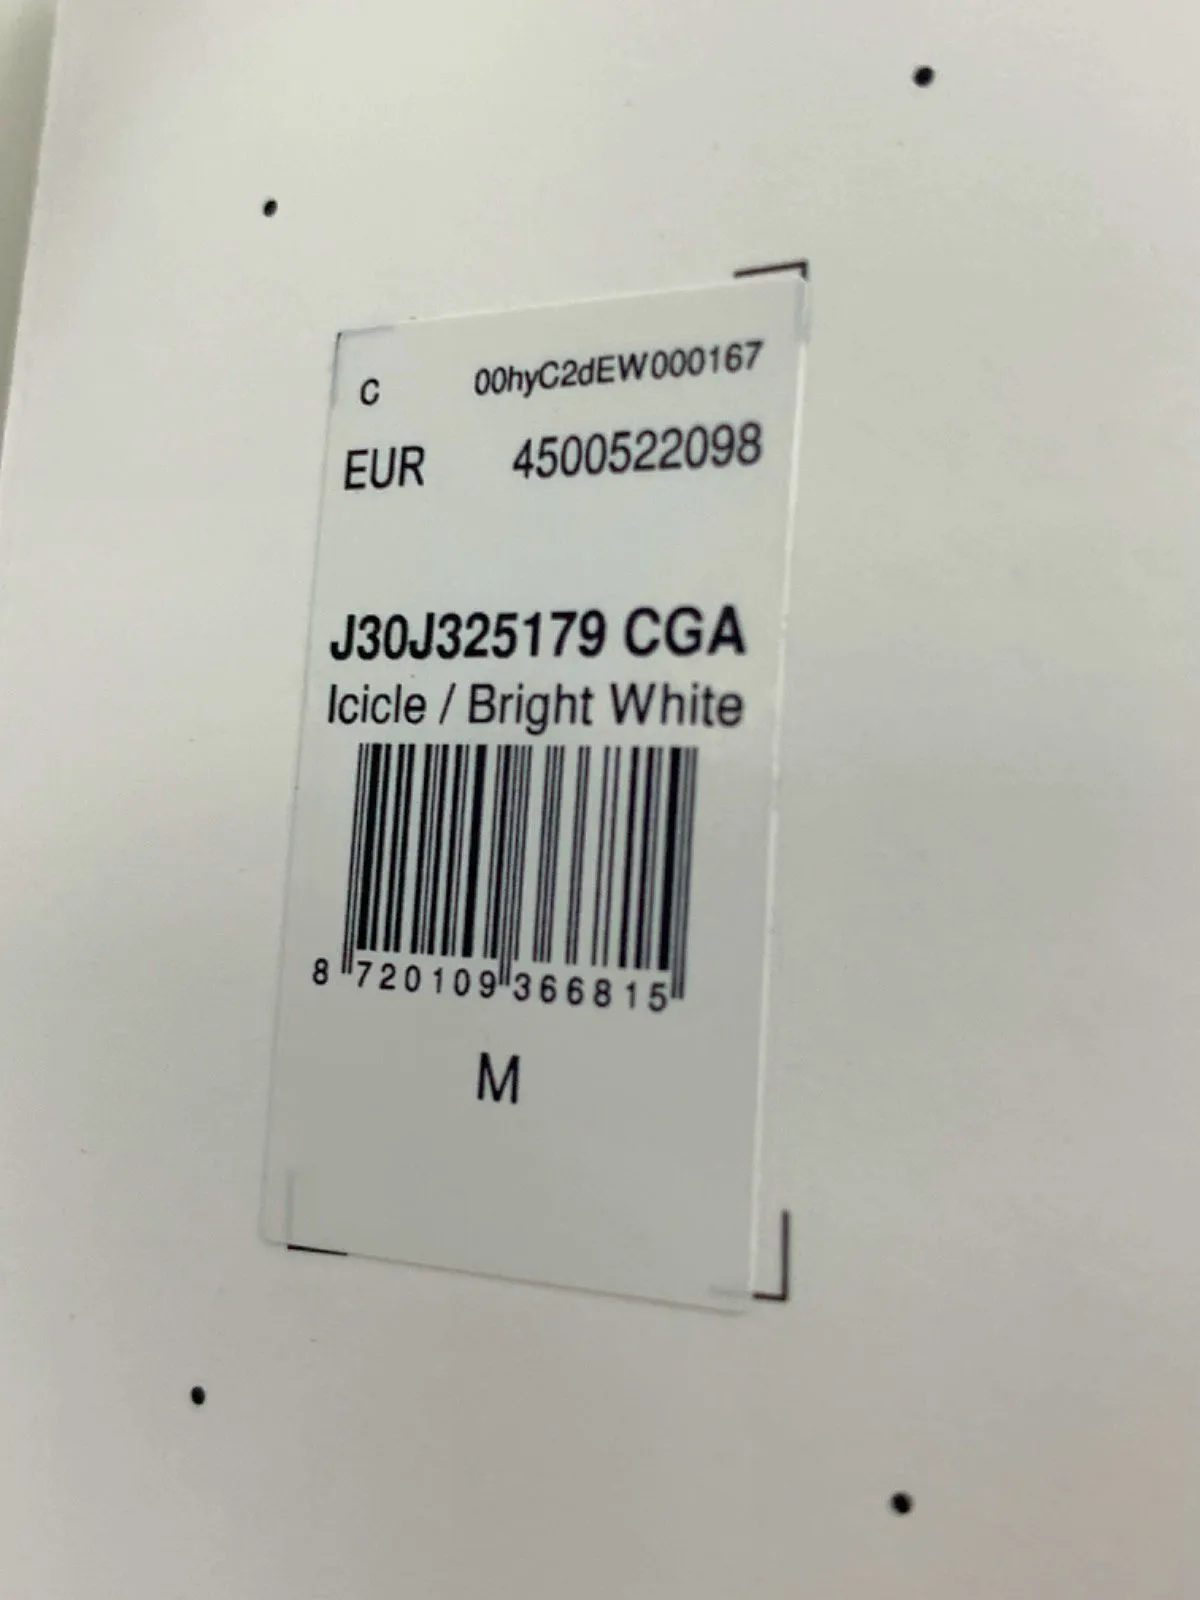 C 00hyC2dEW000167
EUR 4500522098
J30J325179 CGA
Icicle / Bright White
8 720109 366815
M